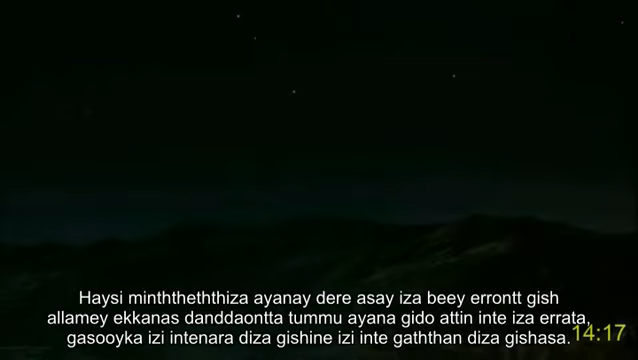 Haysi minththeththiza ayanay dere asay iza beey errontt gish
allamey ekkanas danddaontta tummu ayana gido attin inte iza errata,
gasooyka izi intenara diza gishine izi inte gaththan diza gishasa.
14:17